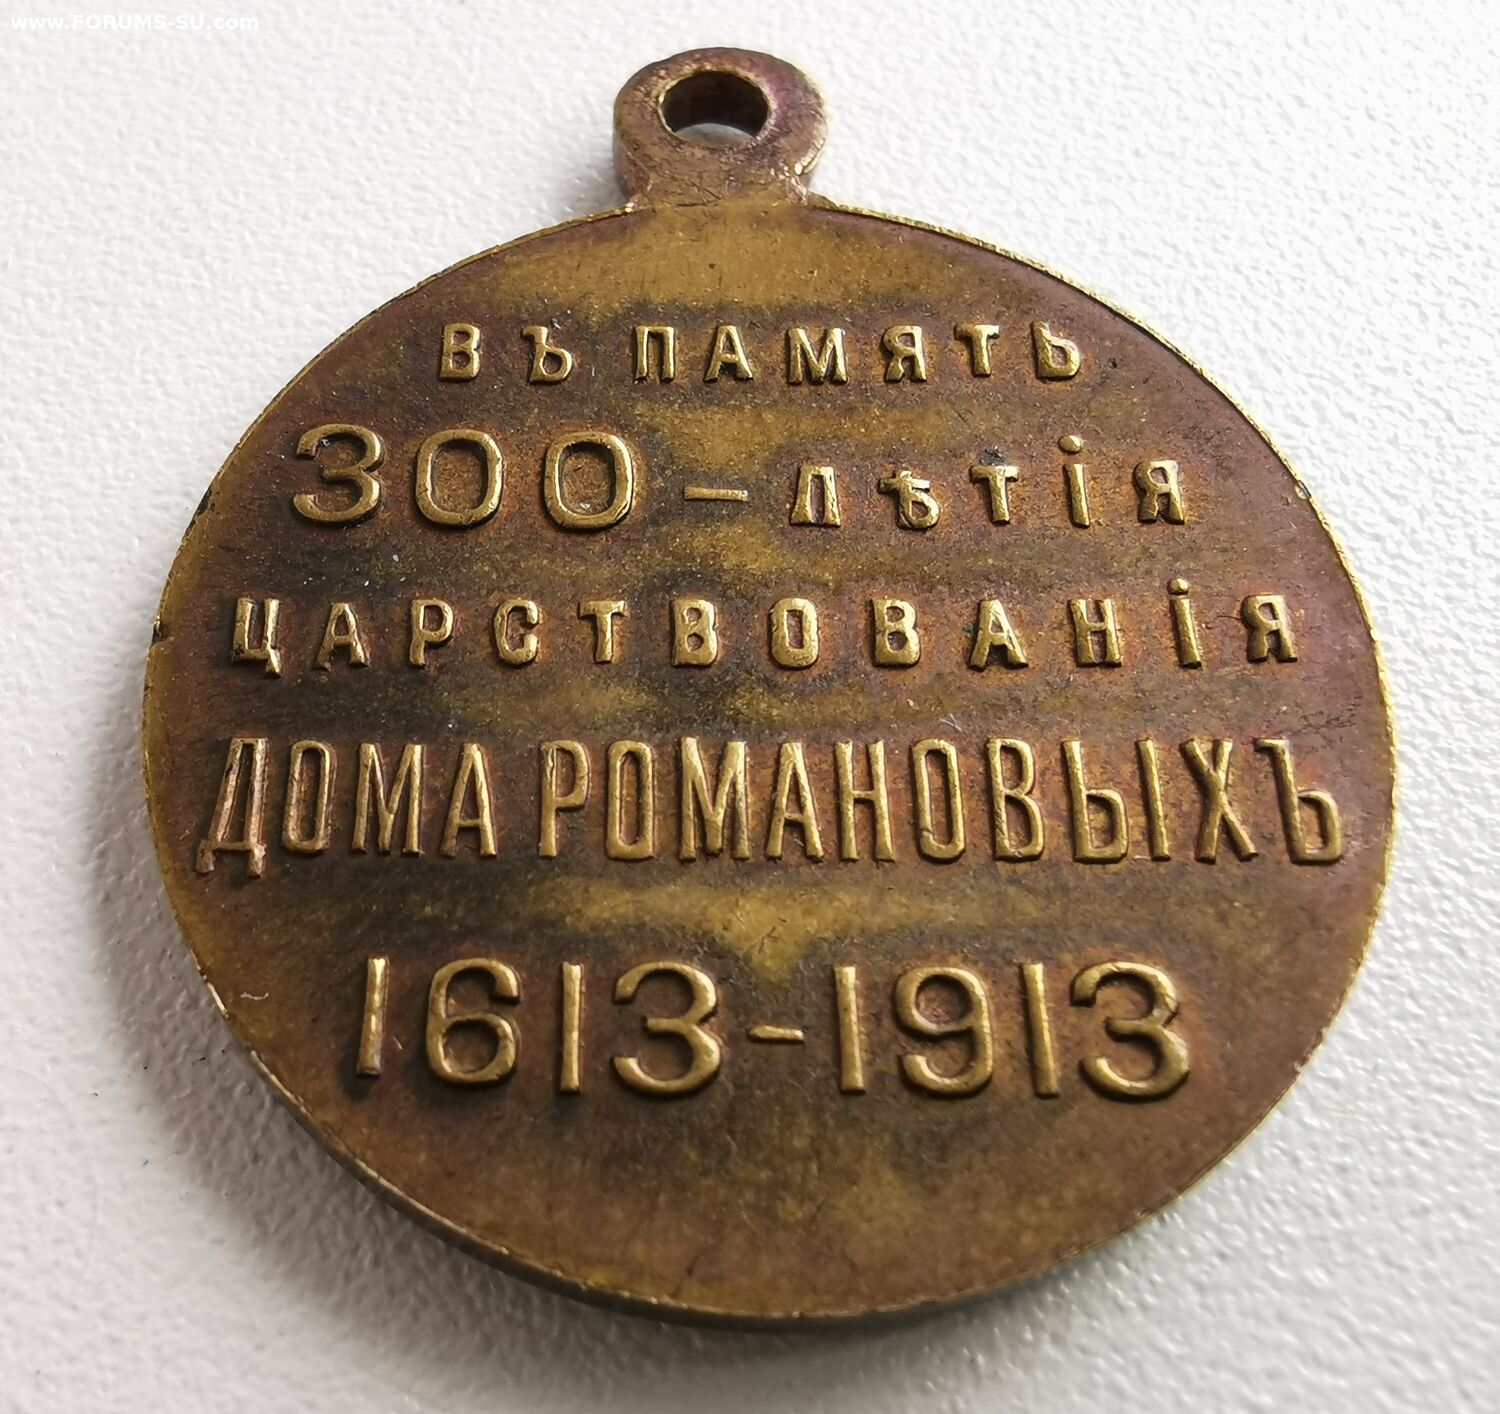 www.FORUMS-SU.com
ВЪ ПАМЯТЬ
300-ЛѢТІЯ
ЦАРСТВОВАНІЯ
ДОМА РОМАНОВЫХЪ
1613-1913